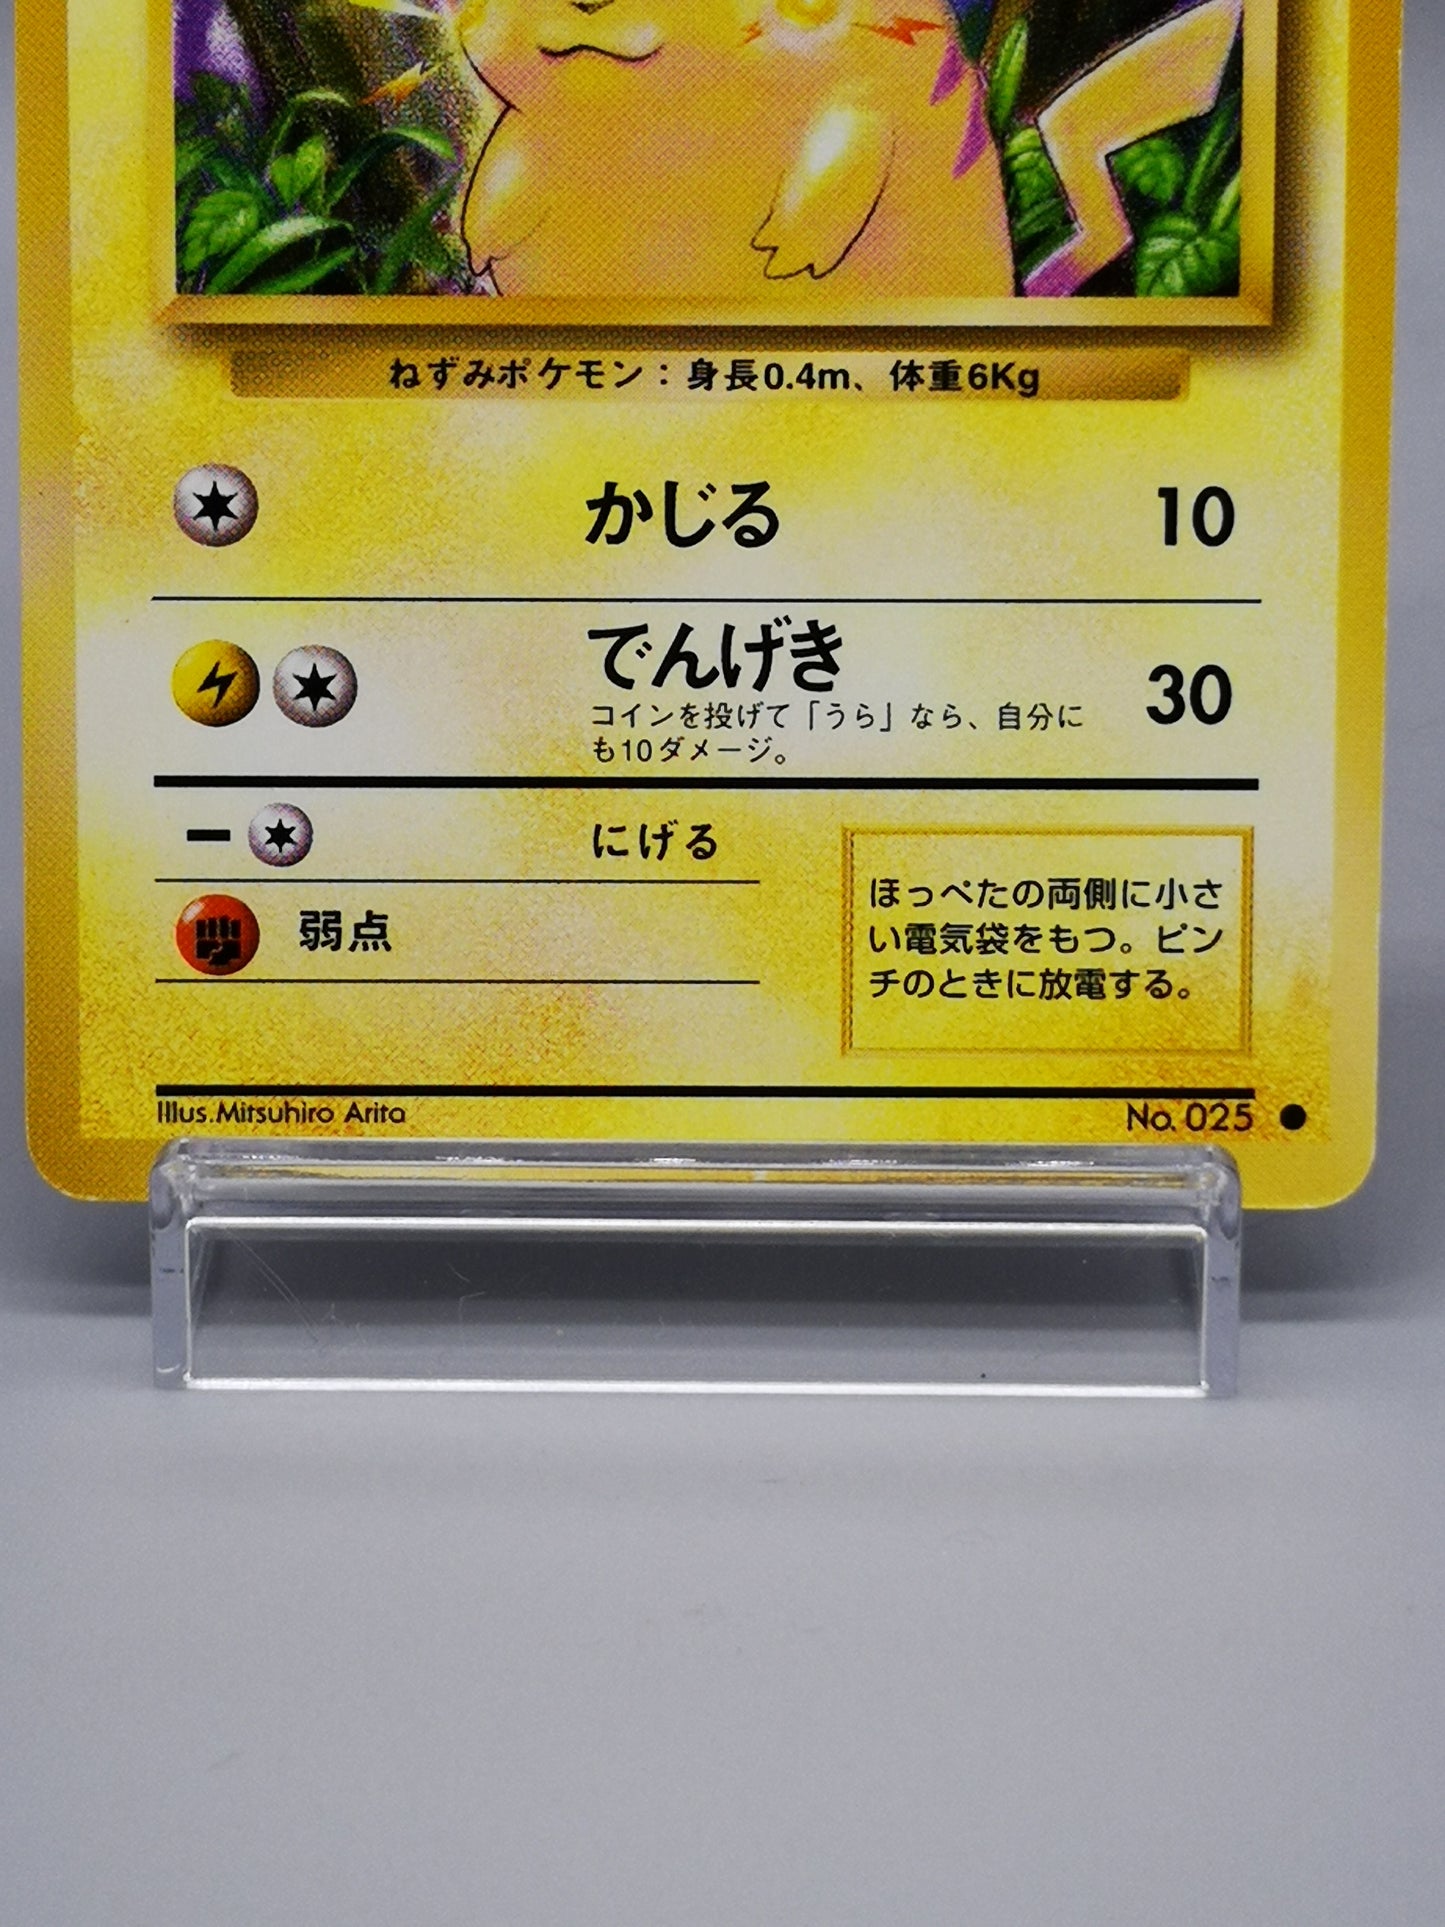 ねずみポケモン：身長0.4m、体重6Kg
かじる 10
でんげき 30
コインを投げて「うら」なら、自分に
も10ダメージ。
にげる
弱点
ほっぺたの両側に小さ
い電気袋をもつ。ピン
チのときに放電する。
Illus.Mitsuhiro Arita No.025